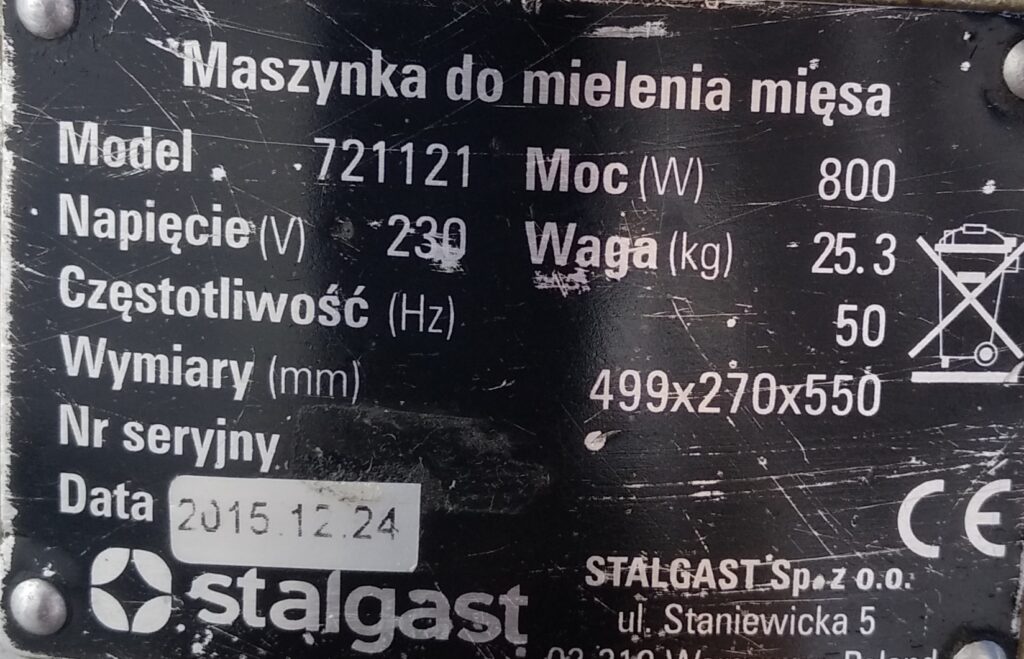 Maszynka do mielenia mięsa
Model 721121 Moc (W) 800
Napięcie (V) 230 Waga (kg) 25.3
Częstotliwość (Hz) 50
Wymiary (mm) 499x270x550
Nr seryjny
Data 2015.12.24
CE
stalgast
STALGAST Sp. z o.o.
ul. Staniewicka 5